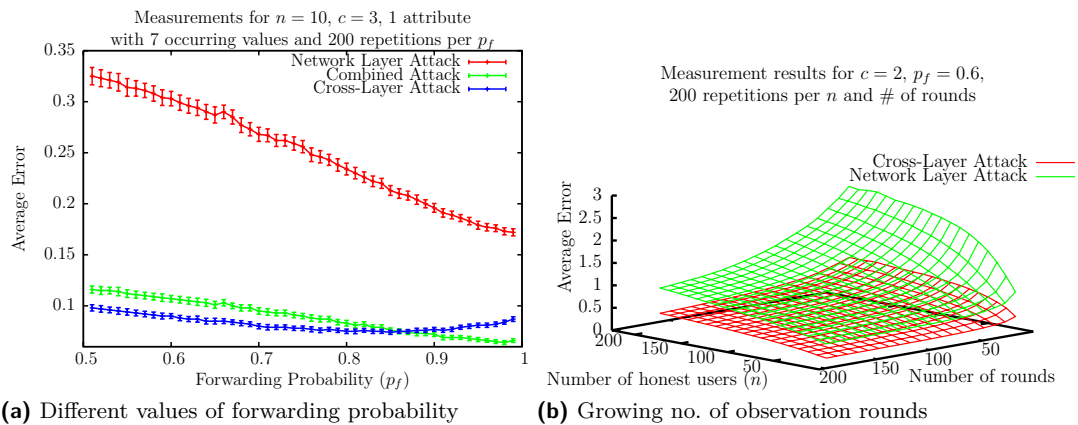 Measurements for n = 10, c = 3, 1 attribute
with 7 occurring values and 200 repetitions per p_f
Network Layer Attack
Combined Attack
Cross-Layer Attack
0.35
0.3
0.25
0.2
0.15
0.1
Average Error
0.5
0.6
0.7
0.8
0.9
1
Forwarding Probability (p_f)
(a) Different values of forwarding probability
Measurement results for c = 2, p_f = 0.6,
200 repetitions per n and # of rounds
Cross-Layer Attack
Network Layer Attack
3
2.5
2
1.5
1
0.5
0
Average Error
200
150
100
50
Number of honest users (n)
200
150
100
50
Number of rounds
(b) Growing no. of observation rounds